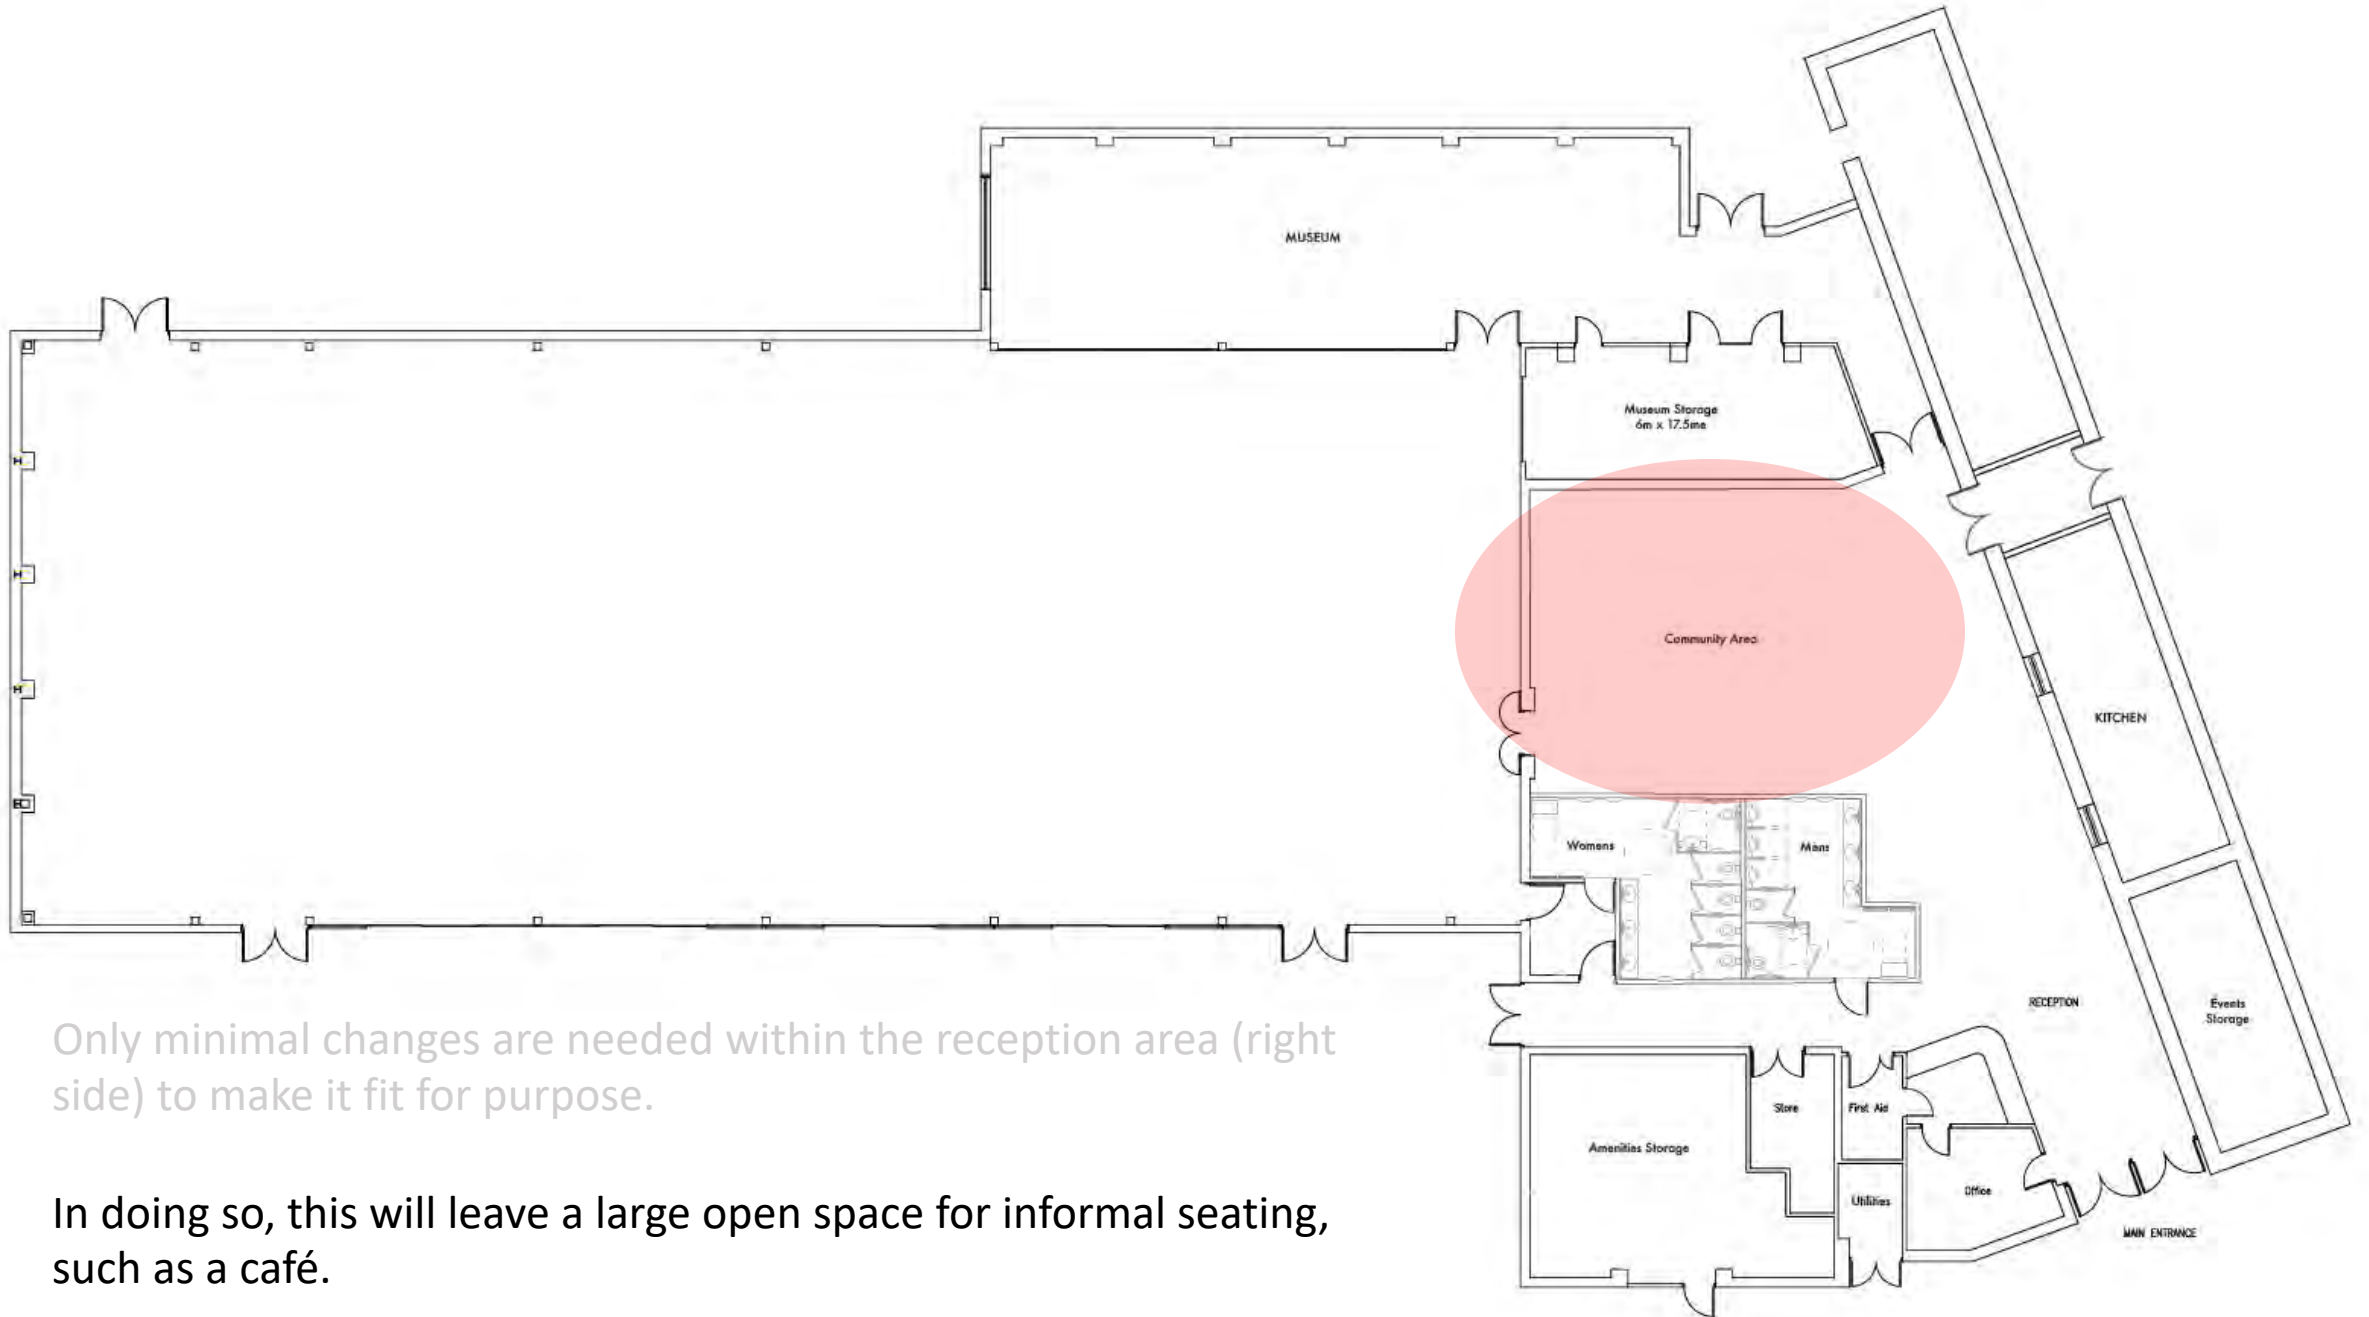 MUSEUM
Museum Storage
6m x 17.5me
Community Area
KITCHEN
Womens
Mens
RECEPTION
Events
Storage
Only minimal changes are needed within the reception area (right
side) to make it fit for purpose.
Store
First Aid
Amenities Storage
Utilities
Office
MAIN ENTRANCE
In doing so, this will leave a large open space for informal seating,
such as a café.